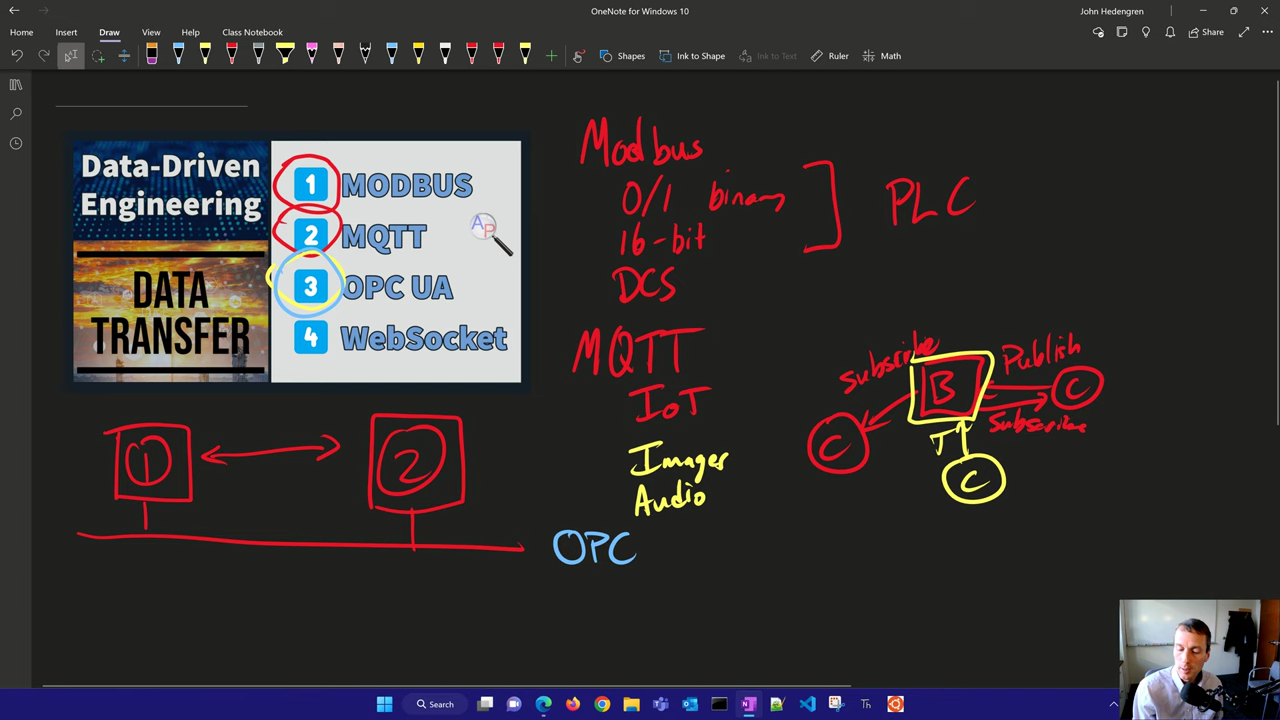 OneNote for Windows 10
John Hedengren
Home
Insert
Draw
View
Help
Class Notebook
Share
Shapes
Ink to Shape
Ink to Text
Ruler
Math
Data-Driven
Engineering
DATA
TRANSFER
1 MODBUS
2 MQTT
3 OPC UA
4 WebSocket
AP
Modbus
0/1 binary
16-bit
DCS
] PLC
MQTT
IoT
Images
Audio
subscribe
B
Publish
C
Subscribe
C
T
C
1
2
OPC
Search
Th